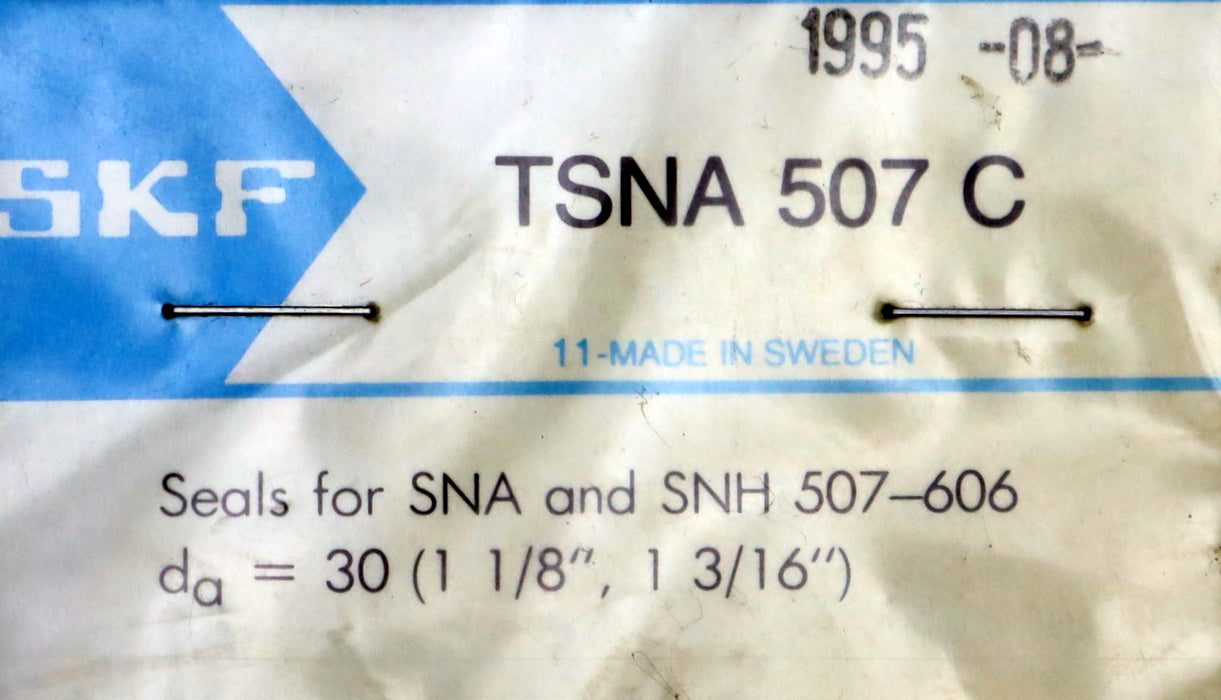 1995 -08-
SKF
TSNA 507 C
11-MADE IN SWEDEN
Seals for SNA and SNH 507–606
da = 30 (1 1/8", 1 3/16")